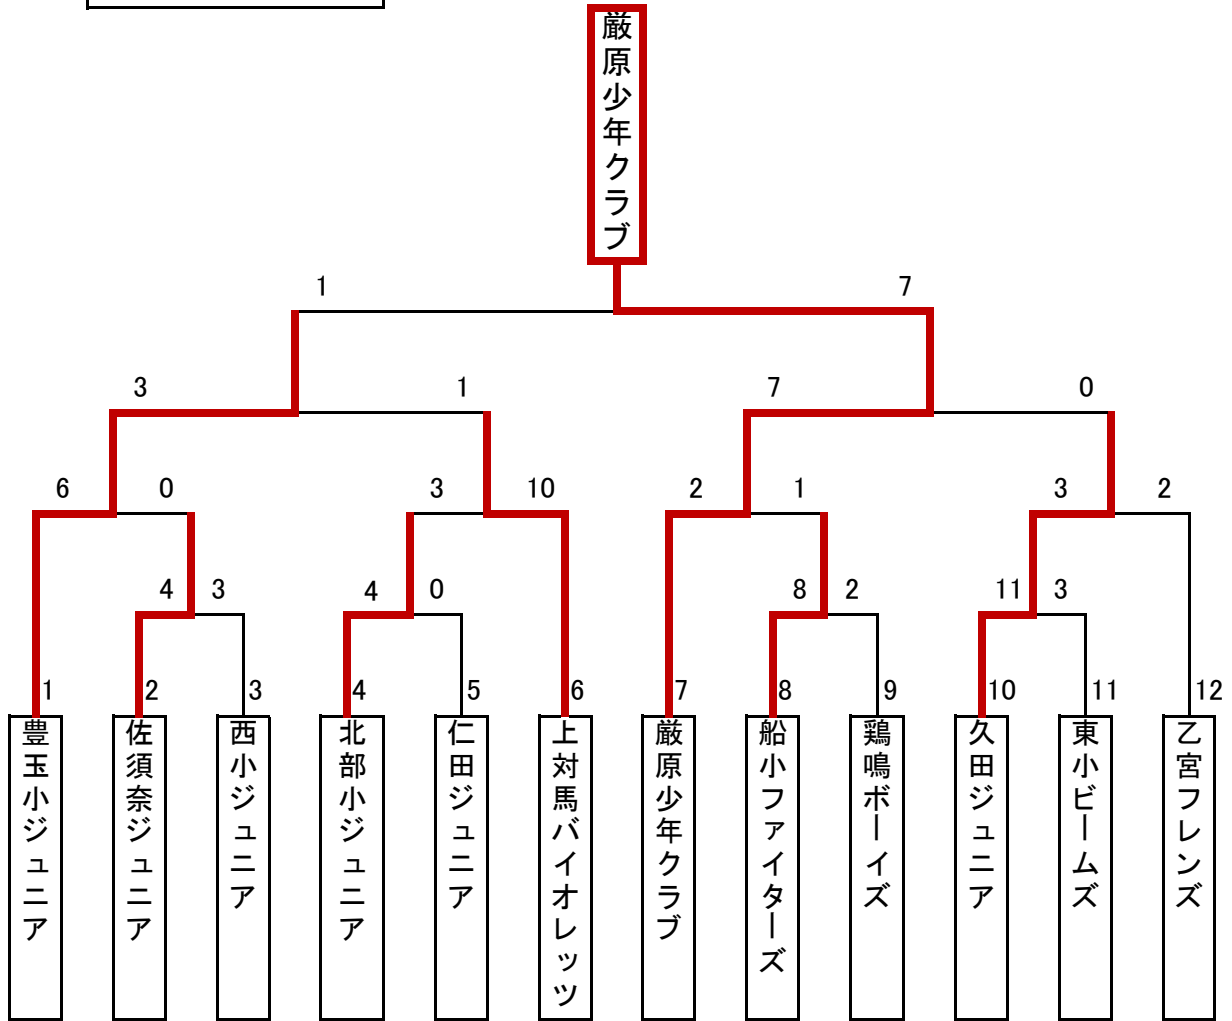 厳原少年クラブ
1 7
3 1 7 0
6 0 3 10 2 1 3 2
4 3 4 0 8 2 11 3
1 2 3 4 5 6 7 8 9 10 11 12
豊玉小ジュニア
佐須奈ジュニア
西小ジュニア
北部小ジュニア
仁田ジュニア
上対馬バイオレッツ
厳原少年クラブ
船小ファイターズ
鶏鳴ボーイズ
久田ジュニア
東小ビームズ
乙宮フレンズ